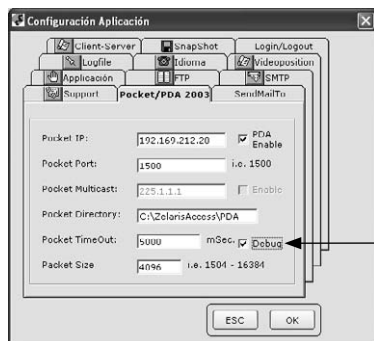 Configuración Aplicación
Client-Server SnapShot Login/Logout
Logfile Idioma Videoposition
Applicación FTP SMTP
Support Pocket/PDA 2003 SendMailTo
Pocket IP: 192.169.212.20 PDA Enable
Pocket Port: 1500 i.e. 1500
Pocket Multicast: 225.1.1.1 Enable
Pocket Directory: C:\ZelarisAccess\PDA
Pocket TimeOut: 5000 mSec. Debug
Packet Size 4096 i.e. 1504 - 16384
ESC OK